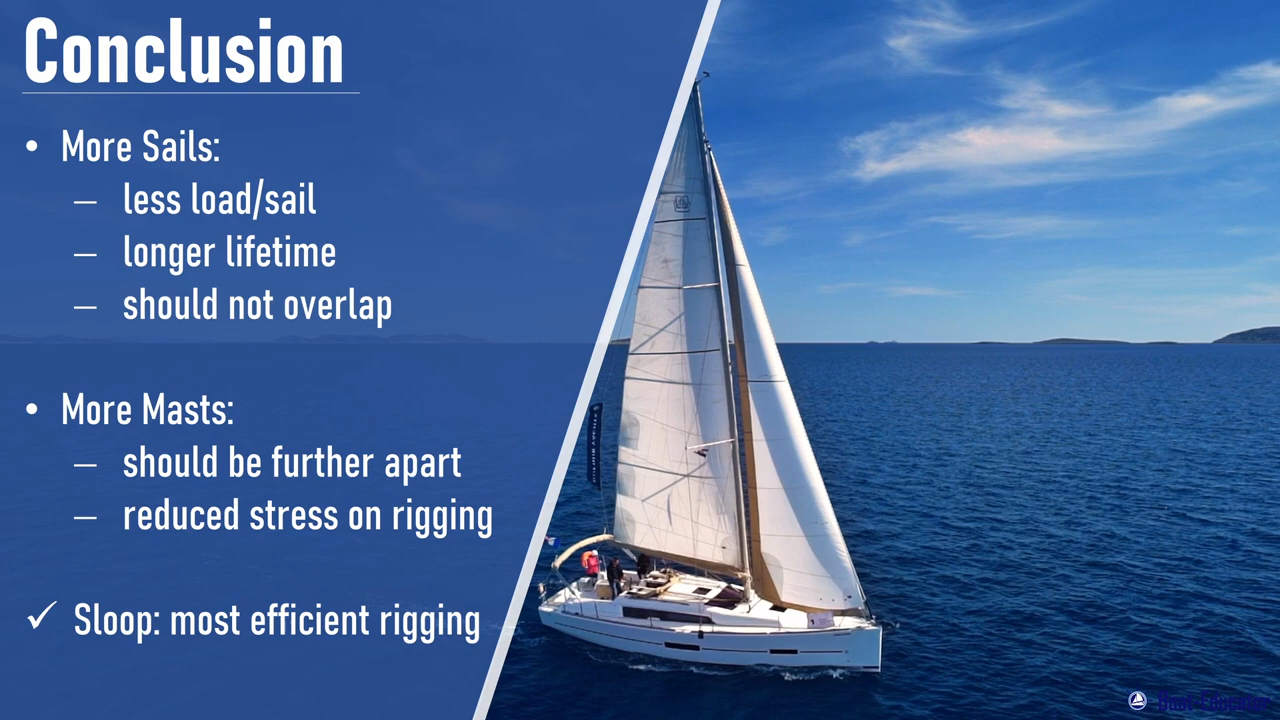 Conclusion
• More Sails:
– less load/sail
– longer lifetime
– should not overlap
• More Masts:
– should be further apart
– reduced stress on rigging
✓ Sloop: most efficient rigging